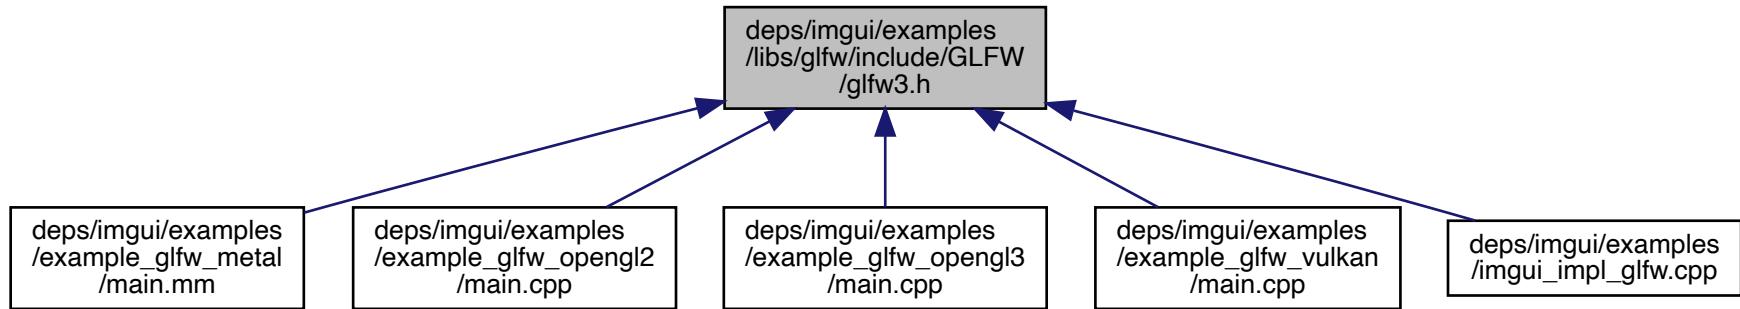 deps/imgui/examples
/libs/glfw/include/GLFW
/glfw3.h
deps/imgui/examples
/example_glfw_metal
/main.mm
deps/imgui/examples
/example_glfw_opengl2
/main.cpp
deps/imgui/examples
/example_glfw_opengl3
/main.cpp
deps/imgui/examples
/example_glfw_vulkan
/main.cpp
deps/imgui/examples
/imgui_impl_glfw.cpp